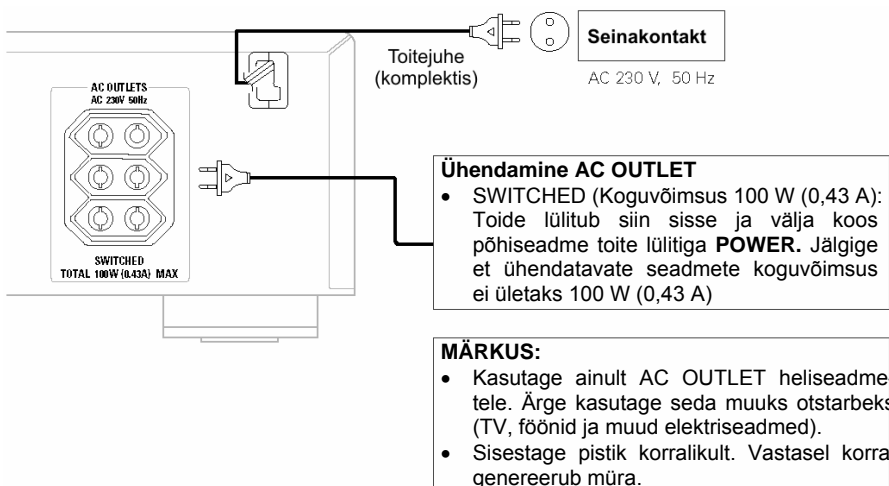 Toitejuhe
(komplektis)
Seinakontakt
AC 230 V, 50 Hz
AC OUTLETS
AC 230V 50Hz
SWITCHED
TOTAL 100W (0.43A) MAX
Ühendamine AC OUTLET
• SWITCHED (Koguvõimsus 100 W (0,43 A):
Toide lülitub siin sisse ja välja koos
põhiseadme toite lülitiga POWER. Jälgige
et ühendatavate seadmete koguvõimsus
ei ületaks 100 W (0,43 A)
MÄRKUS:
• Kasutage ainult AC OUTLET heliseadme-
tele. Ärge kasutage seda muuks otstarbeks
(TV, föönid ja muud elektriseadmed).
• Sisestage pistik korralikult. Vastasel korra
genereerub müra.